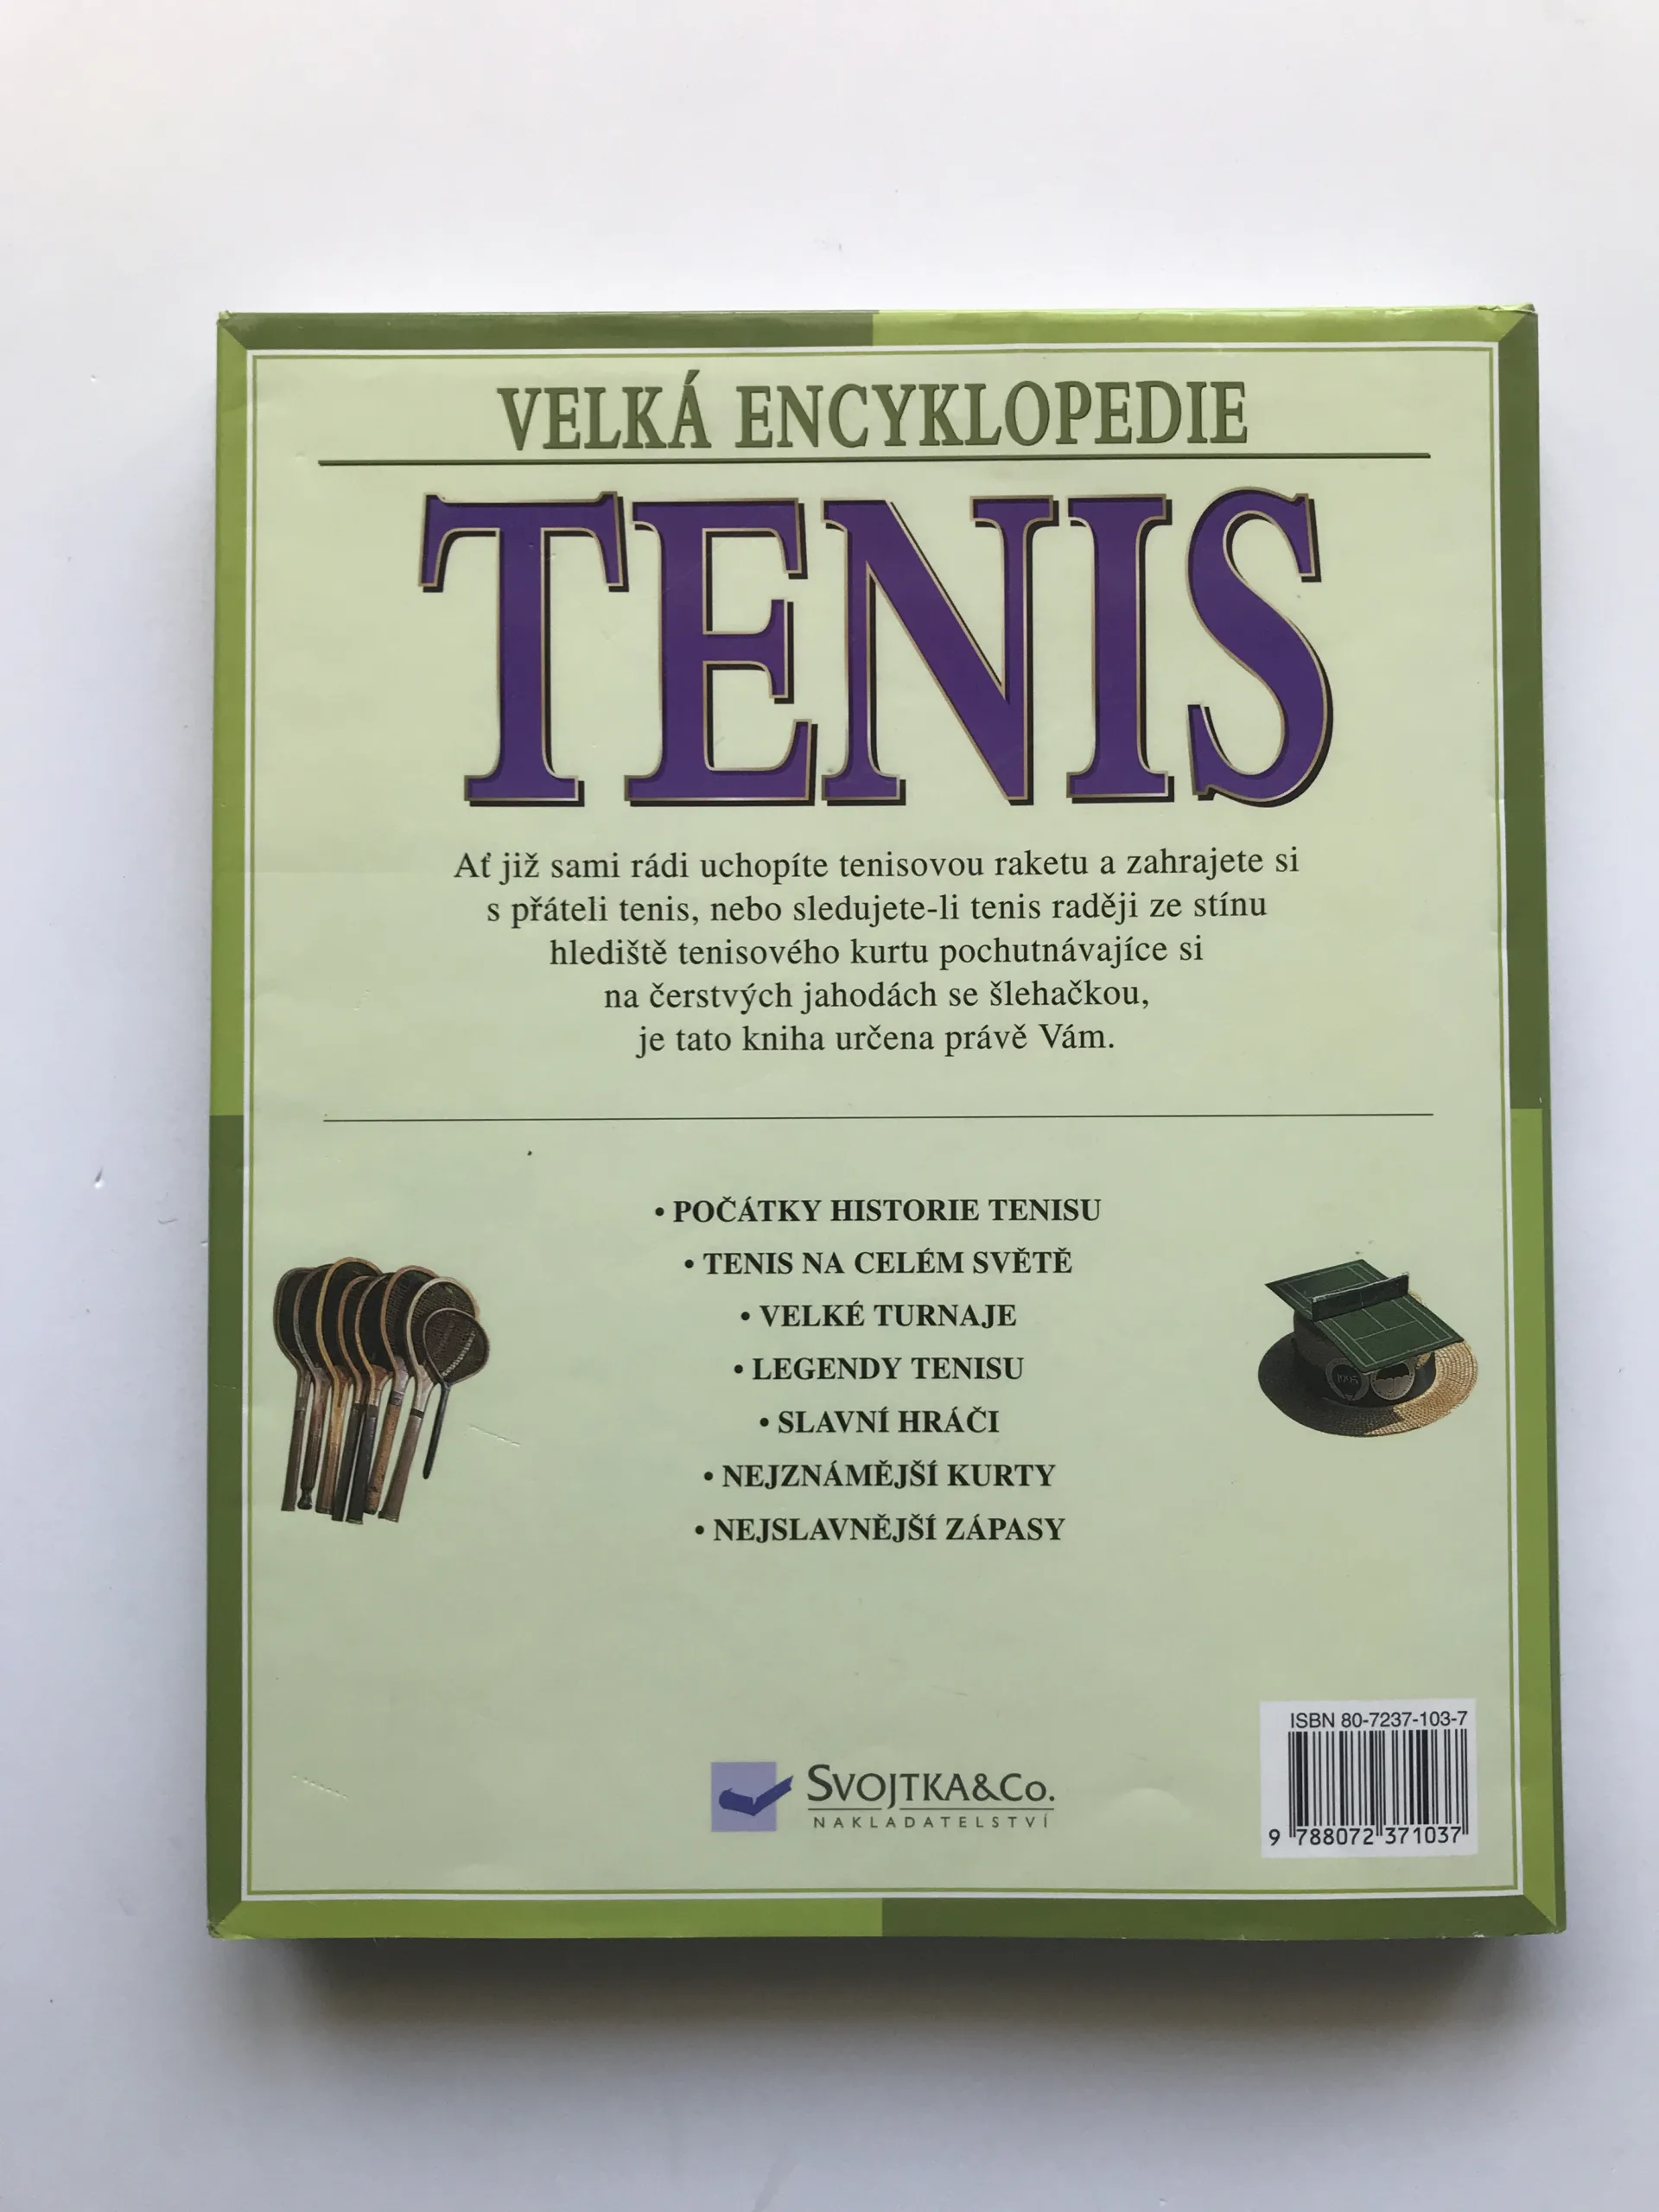 VELKÁ ENCYKLOPEDIE
TENIS
Ať již sami rádi uchopíte tenisovou raketu a zahrajete si
s přáteli tenis, nebo sledujete-li tenis raději ze stínu
hlediště tenisového kurtu pochutnávajíce si
na čerstvých jahodách se šlehačkou,
je tato kniha určena právě Vám.
• POČÁTKY HISTORIE TENISU
• TENIS NA CELÉM SVĚTĚ
• VELKÉ TURNAJE
• LEGENDY TENISU
• SLAVNÍ HRÁČI
• NEJZNÁMĚJŠÍ KURTY
• NEJSLAVNĚJŠÍ ZÁPASY
1995
SVOJTKA&CO.
NAKLADATELSTVÍ
ISBN 80-7237-103-7
9 788072 371037